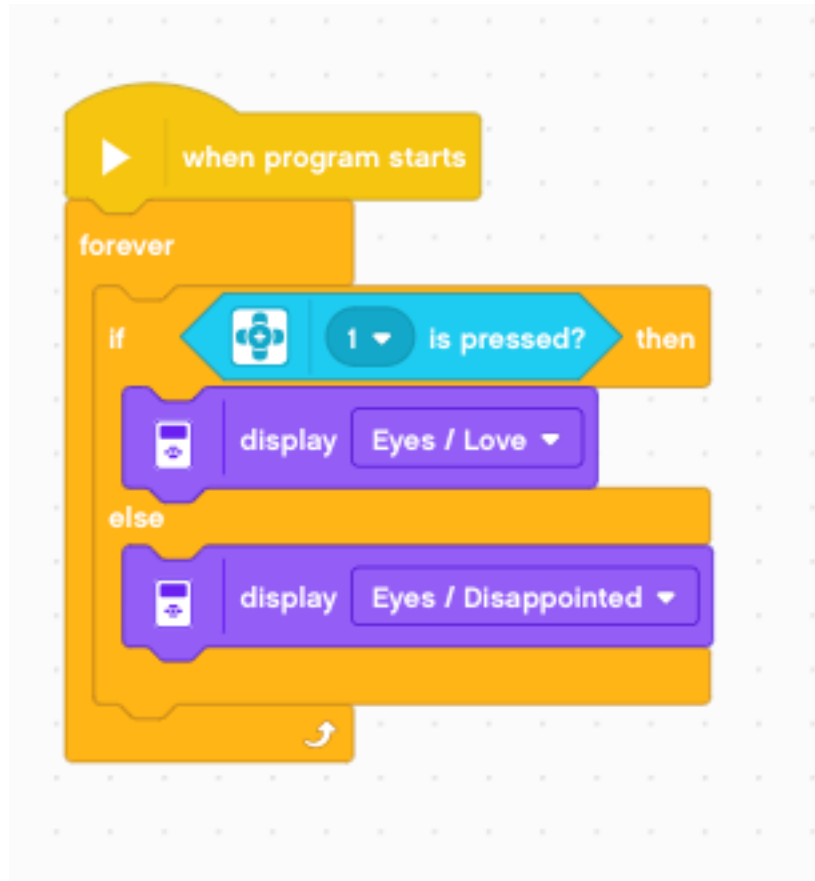 when program starts
forever
if 1 is pressed? then
display Eyes / Love
else
display Eyes / Disappointed